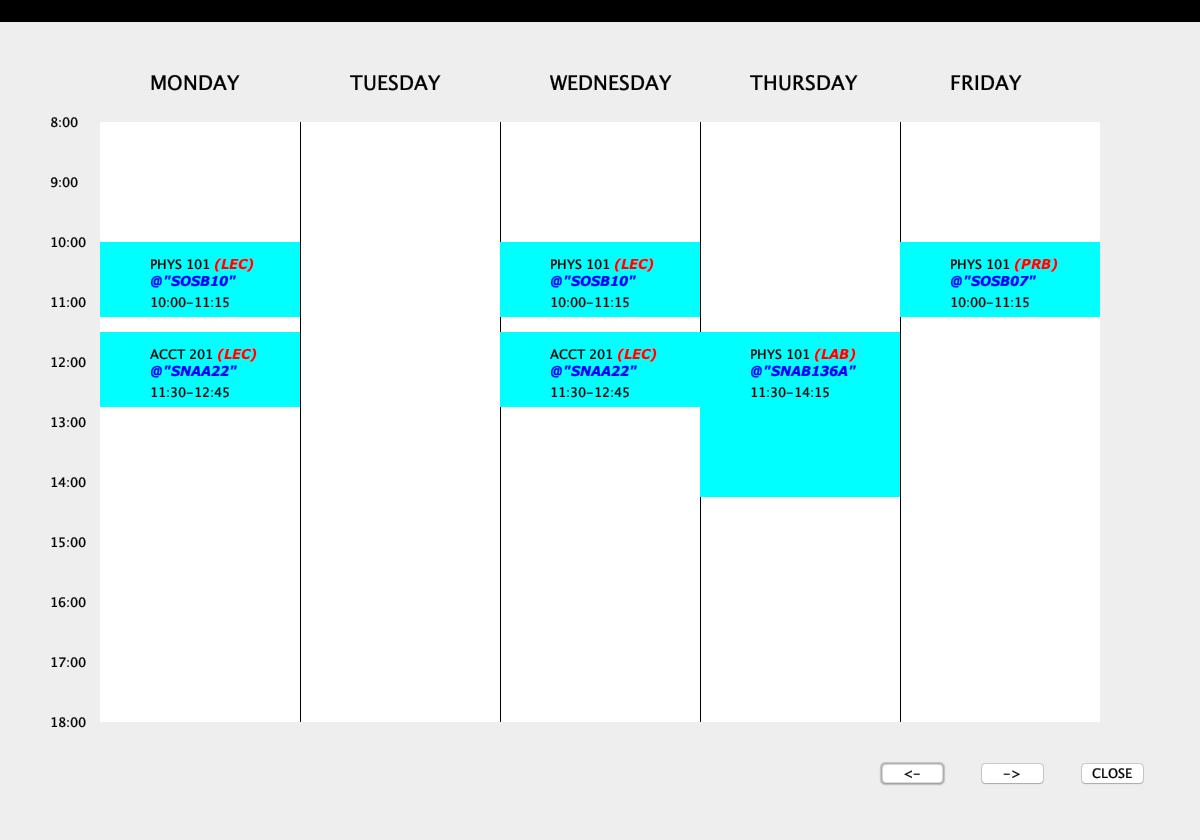 MONDAY TUESDAY WEDNESDAY THURSDAY FRIDAY
8:00
9:00
10:00
PHYS 101 (LEC) PHYS 101 (LEC) PHYS 101 (PRB)
@"SOSB10" @"SOSB10" @"SOSB07"
11:00 10:00-11:15 10:00-11:15 10:00-11:15
ACCT 201 (LEC) ACCT 201 (LEC) PHYS 101 (LAB)
12:00
@"SNAA22" @"SNAA22" @"SNAB136A"
11:30-12:45 11:30-12:45 11:30-14:15
13:00
14:00
15:00
16:00
17:00
18:00
<- -> CLOSE